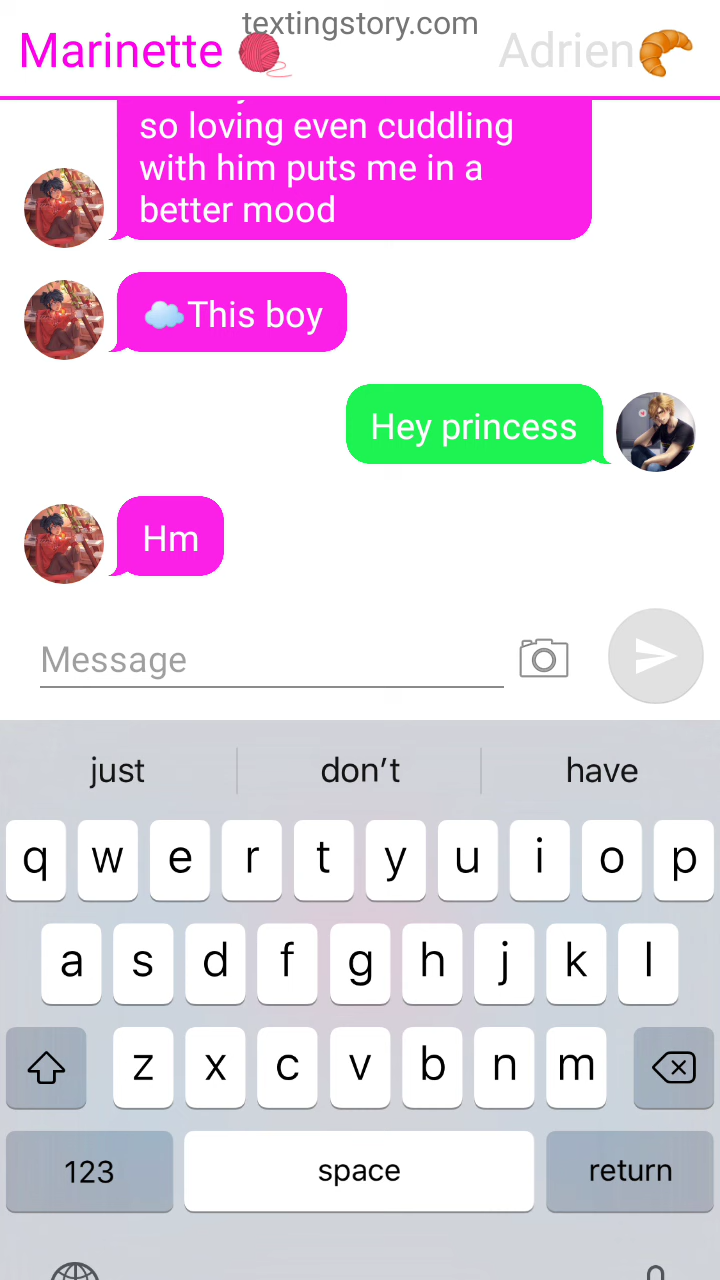 textingstory.com
Marinette 🧶 Adrien🥐
so loving even cuddling
with him puts me in a
better mood
☁️This boy
Hey princess
Hm
Message
just don't have
q w e r t y u i o p
a s d f g h j k l
z x c v b n m
123 space return